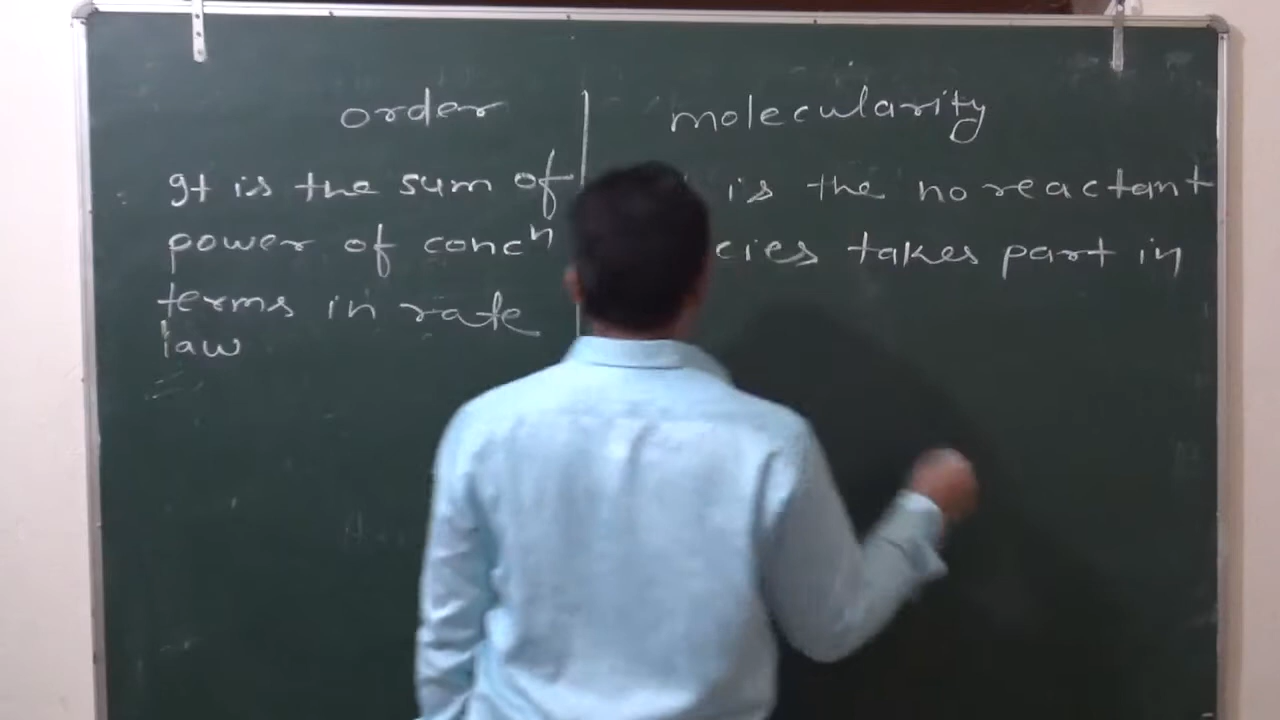 order
It is the sum of
power of concn
terms in rate
law
molecularity
is the no reactant
cies takes part in